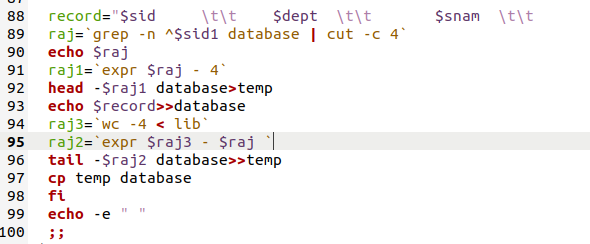 88 record="$sid \t\t $dept \t\t $snam \t\t
89 raj=`grep -n ^$sid1 database | cut -c 4`
90 echo $raj
91 raj1=`expr $raj - 4`
92 head -$raj1 database>temp
93 echo $record>>database
94 raj3=`wc -4 < lib`
95 raj2=`expr $raj3 - $raj `
96 tail -$raj2 database>>temp
97 cp temp database
98 fi
99 echo -e " "
100 ;;